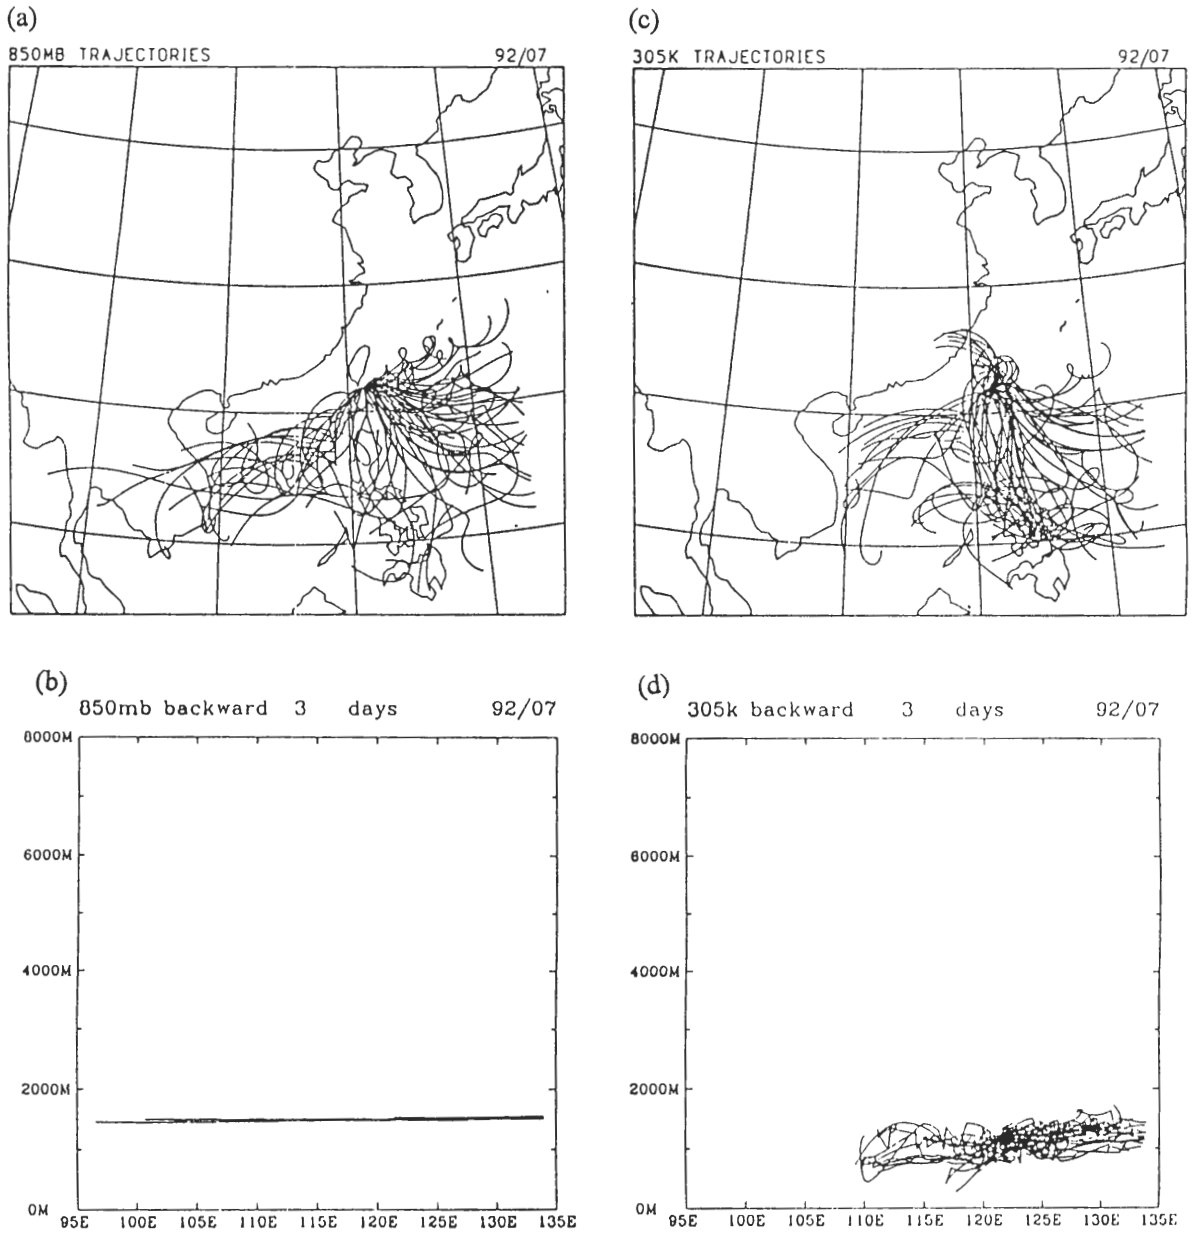 (a)
850MB TRAJECTORIES 92/07
(c)
305K TRAJECTORIES 92/07
(b)
850mb backward 3 days 92/07
8000M
6000M
4000M
2000M
0M
95E 100E 105E 110E 115E 120E 125E 130E 135E
(d)
305k backward 3 days 92/07
8000M
6000M
4000M
2000M
0M
95E 100E 105E 110E 115E 120E 125E 130E 135E